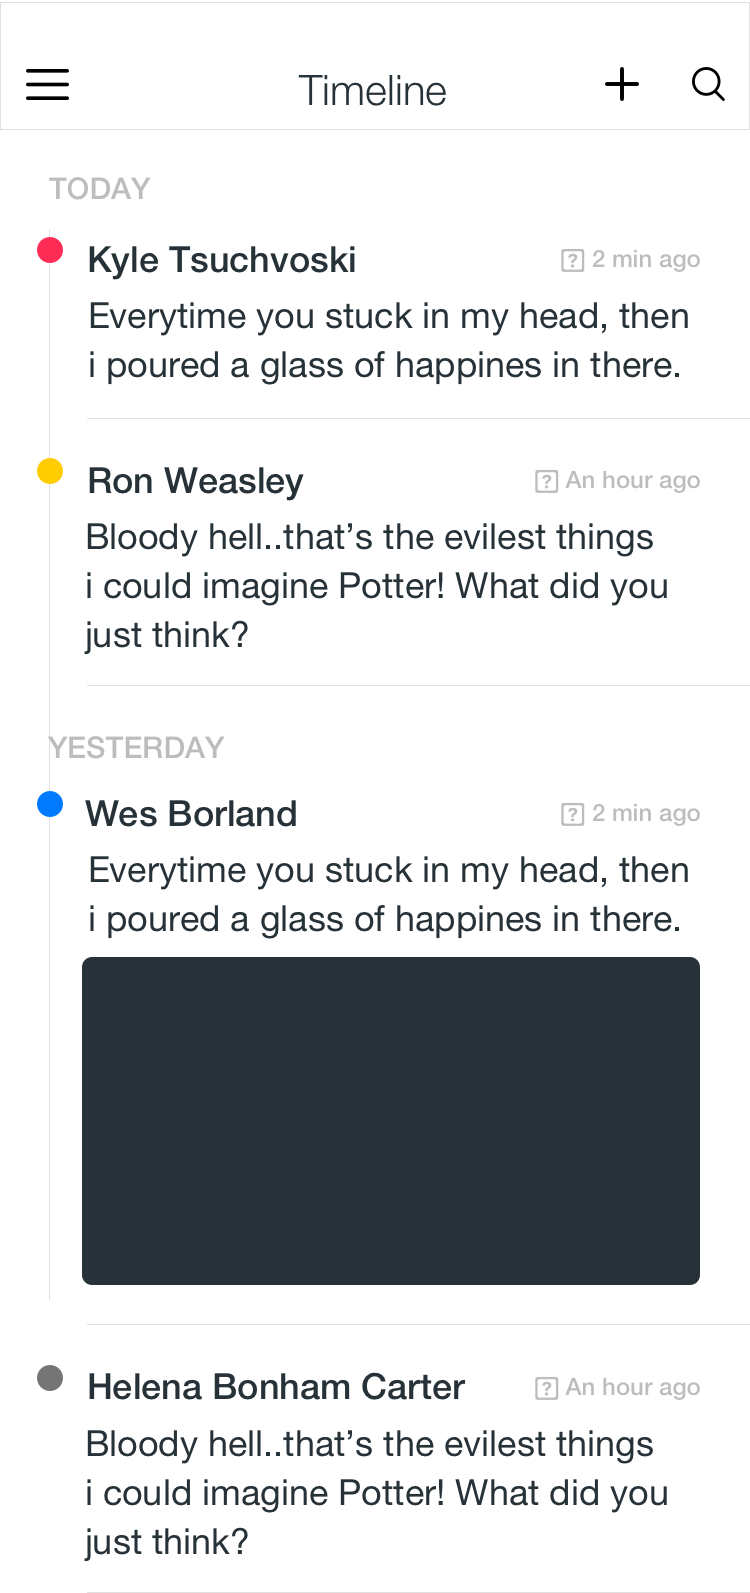 Timeline
TODAY
Kyle Tsuchvoski
? 2 min ago
Everytime you stuck in my head, then
i poured a glass of happines in there.
Ron Weasley
? An hour ago
Bloody hell..that’s the evilest things
i could imagine Potter! What did you
just think?
YESTERDAY
Wes Borland
? 2 min ago
Everytime you stuck in my head, then
i poured a glass of happines in there.
Helena Bonham Carter
? An hour ago
Bloody hell..that’s the evilest things
i could imagine Potter! What did you
just think?